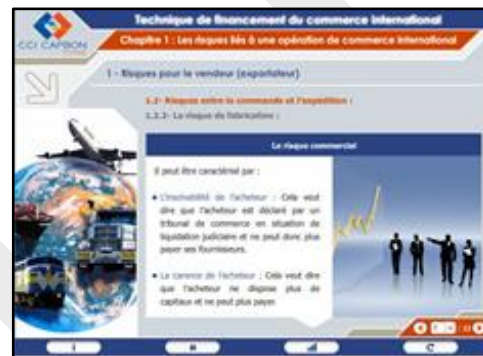 Technique de financement du commerce international
CCI CAPBON
Chapitre 1 : Les risques liés à une opération de commerce international
1 - Risques pour le vendeur (exportateur)
1.2- Risques entre la commande et l'expédition :
1.2.2- Le risque de fabrication :
Le risque commercial
Il peut être caractérisé par :
L'insolvabilité de l'acheteur : Cela veut
dire que l'acheteur est déclaré par un
tribunal de commerce en situation de
liquidation judiciaire et ne peut donc plus
payer ses fournisseurs.
La carence de l'acheteur : Cela veut dire
que l'acheteur ne dispose plus de
capitaux et ne peut plus payer